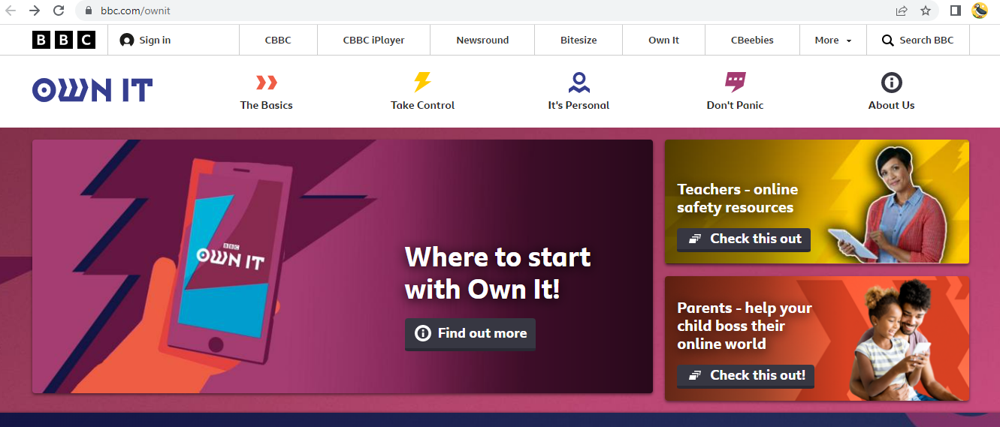 bbc.com/ownit
BBC
Sign in
CBBC
CBBC iPlayer
Newsround
Bitesize
Own It
CBeebies
More
Search BBC
OWN IT
The Basics
Take Control
It's Personal
Don't Panic
About Us
BBC
OWN IT
Where to start
with Own It!
Find out more
Teachers - online
safety resources
Check this out
Parents - help your
child boss their
online world
Check this out!